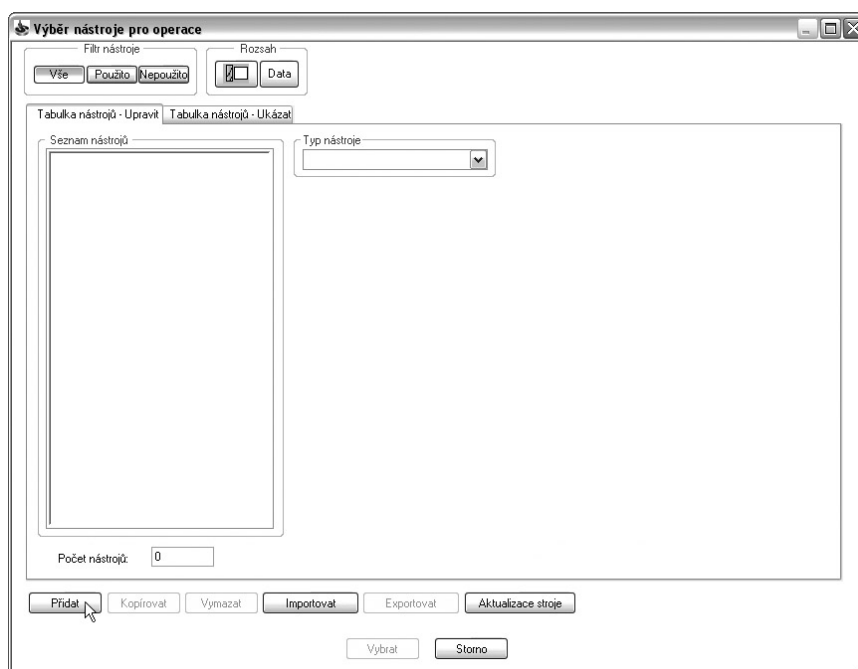 Výběr nástroje pro operace
Filtr nástroje
Rozsah
Vše Použito Nepoužito
Data
Tabulka nástrojů - Upravit Tabulka nástrojů - Ukázat
Seznam nástrojů
Typ nástroje
Počet nástrojů: 0
Přidat Kopírovat Vymazat Importovat Exportovat Aktualizace stroje
Vybrat Storno